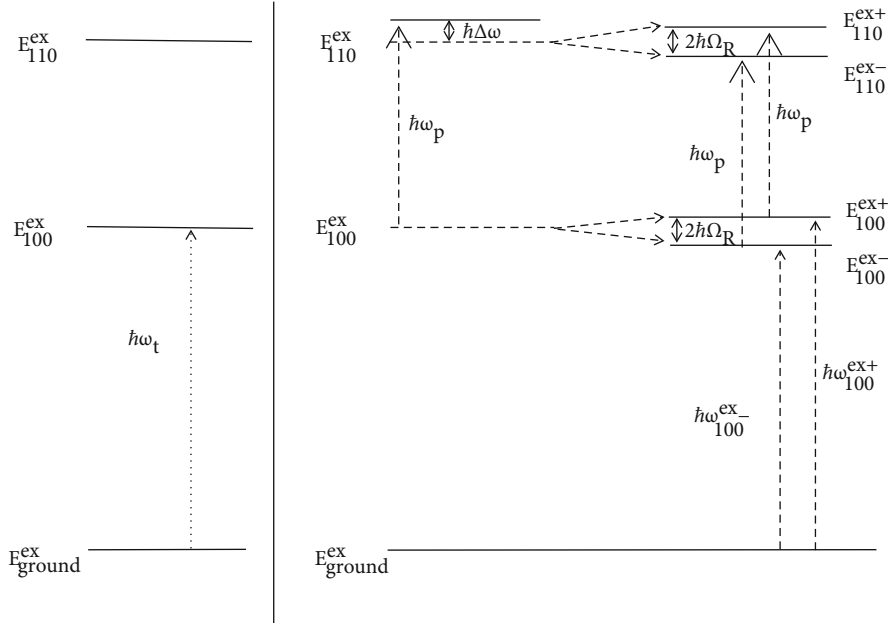 E^ex_110
E^ex_100
ħω_t
E^ex_ground
E^ex_110
ħΔω
ħω_p
E^ex_100
E^ex_ground
2ħΩ_R
E^ex+_110
E^ex−_110
ħω_p
ħω_p
2ħΩ_R
E^ex+_100
E^ex−_100
ħω^ex−_100
ħω^ex+_100